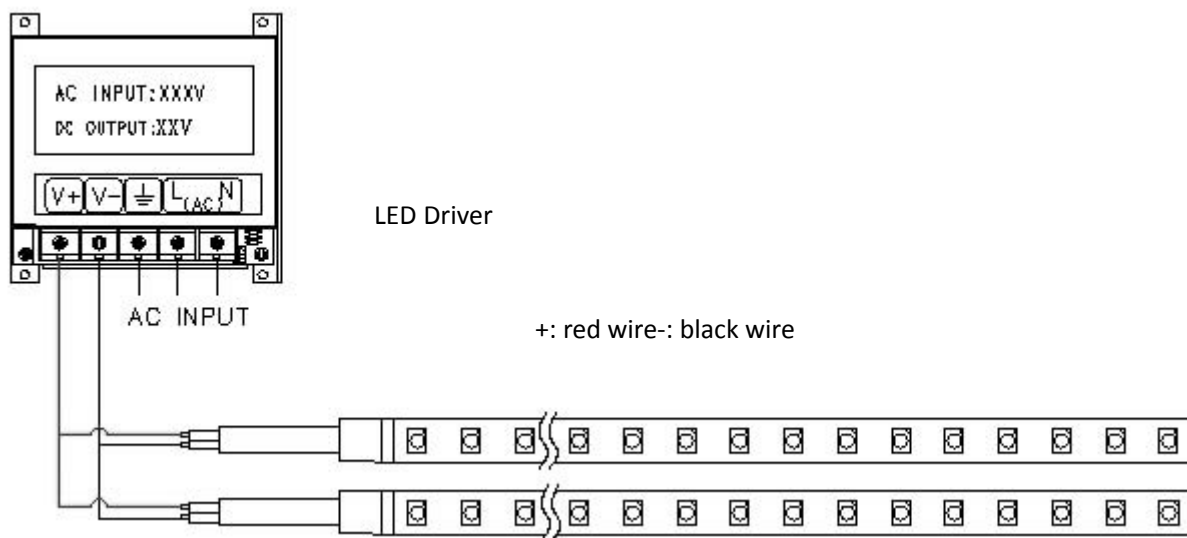 AC INPUT:XXXV
DC OUTPUT:XXV
V+ V- L(AC)N
LED Driver
AC INPUT
+: red wire-: black wire